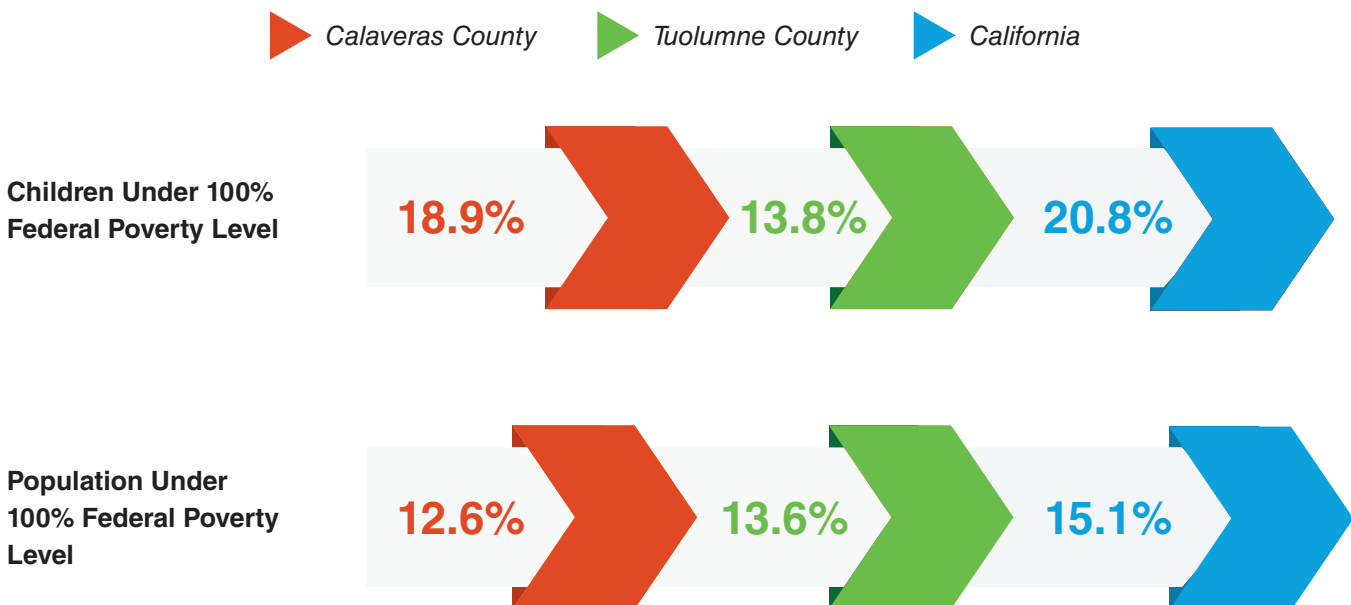 Calaveras County
Tuolumne County
California
Children Under 100%
Federal Poverty Level
18.9%
13.8%
20.8%
Population Under
100% Federal Poverty
Level
12.6%
13.6%
15.1%